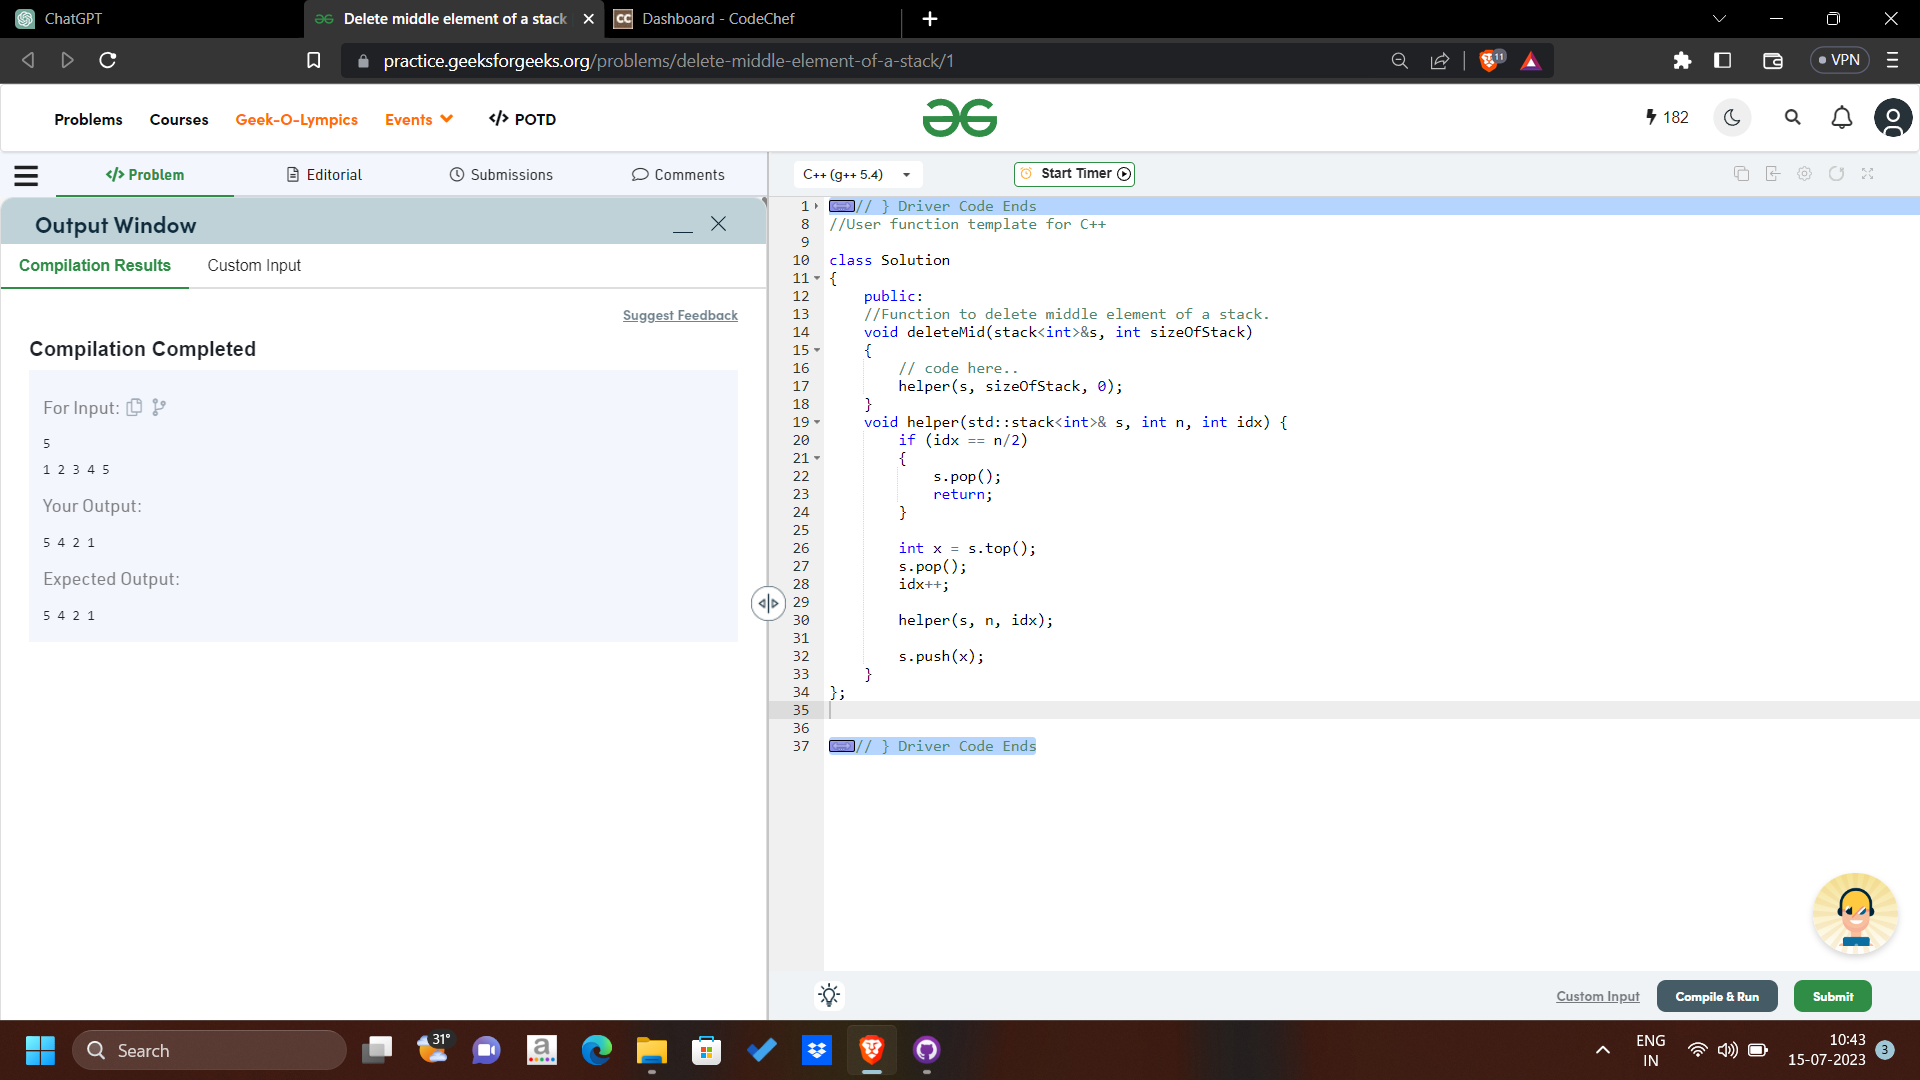 ChatGPT
Delete middle element of a stack
CC
Dashboard - CodeChef
practice.geeksforgeeks.org/problems/delete-middle-element-of-a-stack/1
11
VPN
Problems
Courses
Geek-O-Lympics
Events
</> POTD
182
</> Problem
Editorial
Submissions
Comments
C++ (g++ 5.4)
Start Timer
Output Window
Compilation Results
Custom Input
Suggest Feedback
Compilation Completed
For Input:
5
1 2 3 4 5
Your Output:
5 4 2 1
Expected Output:
5 4 2 1
1 // } Driver Code Ends
8 //User function template for C++
9
10 class Solution
11 {
12 public:
13 //Function to delete middle element of a stack.
14 void deleteMid(stack<int>&s, int sizeOfStack)
15 {
16 // code here..
17 helper(s, sizeOfStack, 0);
18 }
19 void helper(std::stack<int>& s, int n, int idx) {
20 if (idx == n/2)
21 {
22 s.pop();
23 return;
24 }
25
26 int x = s.top();
27 s.pop();
28 idx++;
29
30 helper(s, n, idx);
31
32 s.push(x);
33 }
34 };
35
36
37 // } Driver Code Ends
Custom Input
Compile & Run
Submit
Search
31°
a
ENG
IN
10:43
15-07-2023
3